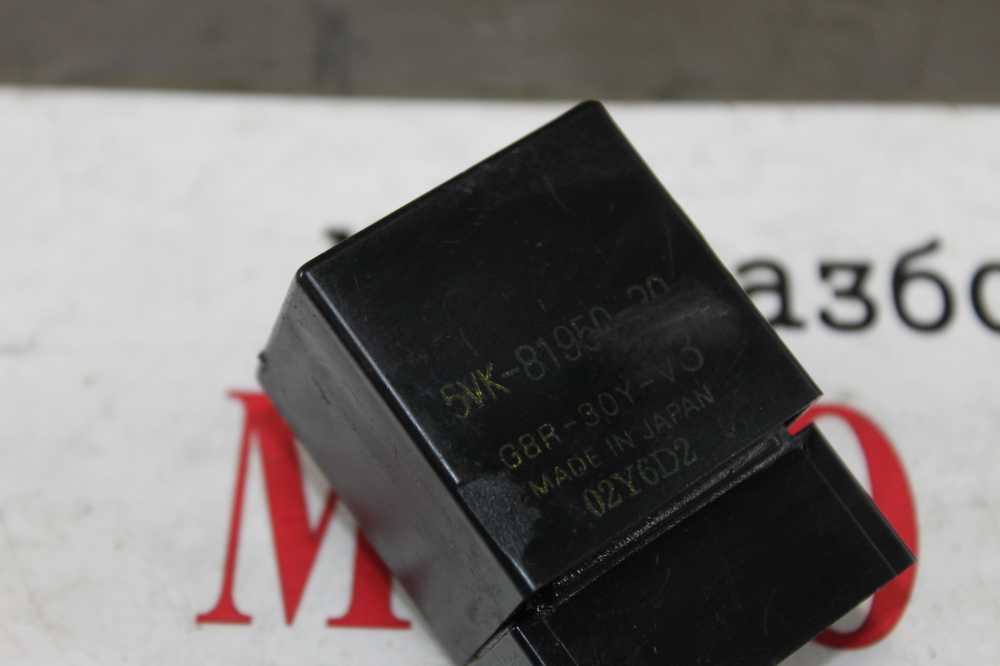 азбо
5VK-81950-20
G8R-30Y-V3
MADE IN JAPAN
02Y6D2
M O